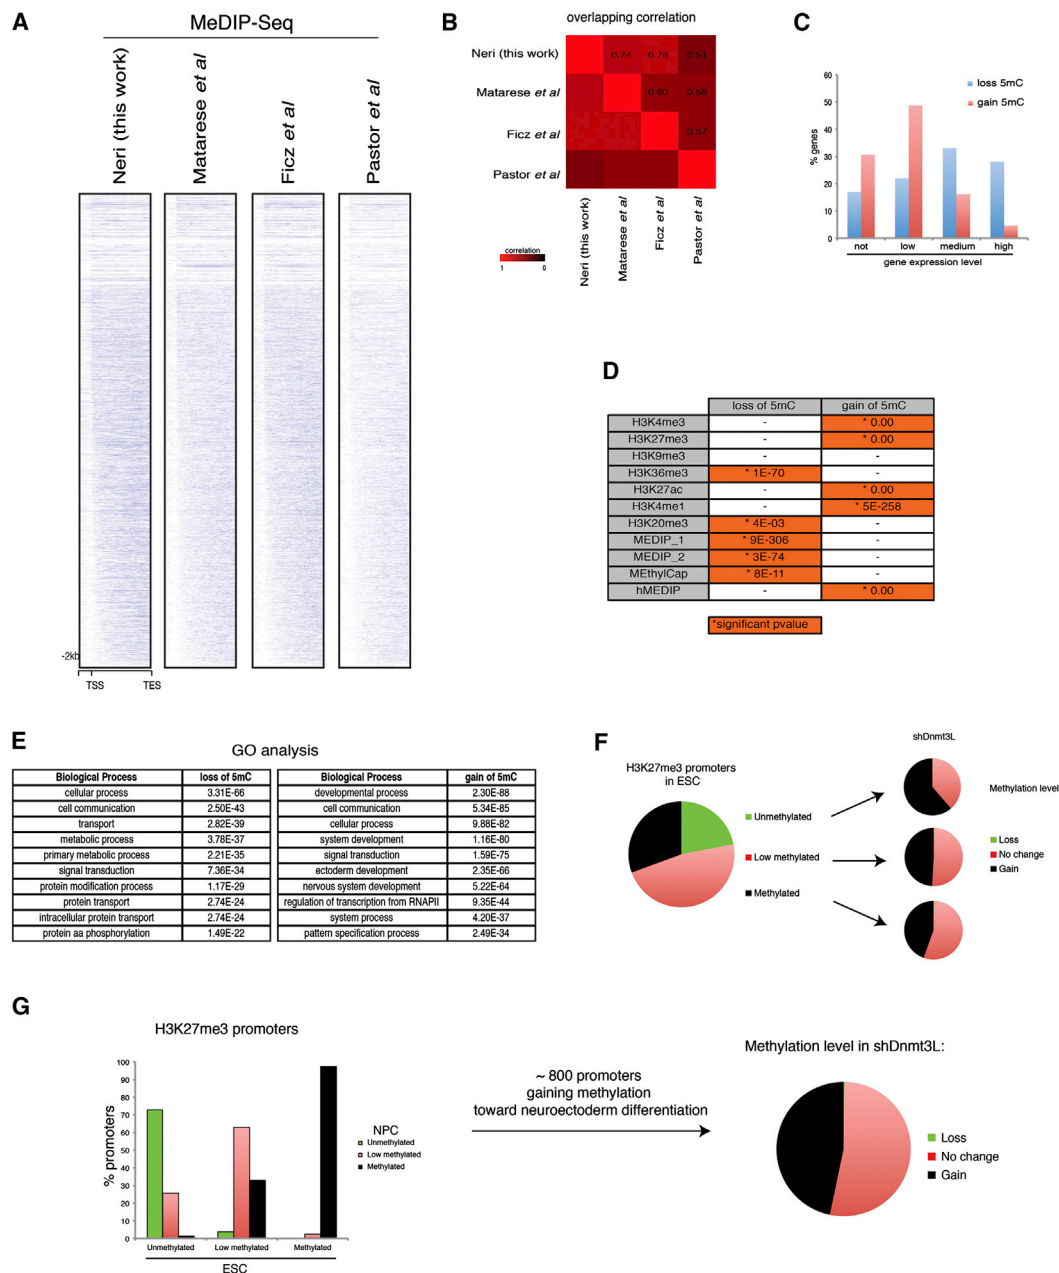 A
MeDIP-Seq
Neri (this work)
Matarese et al
Ficz et al
Pastor et al
-2kb
TSS
TES
B
overlapping correlation
Neri (this work)
0.74
0.76
0.51
Matarese et al
0.60
0.56
Ficz et al
0.57
Pastor et al
Neri (this work)
Matarese et al
Ficz et al
Pastor et al
correlation
1
0
C
loss 5mC
gain 5mC
% genes
60
50
40
30
20
10
0
not
low
medium
high
gene expression level
D
loss of 5mC gain of 5mC
H3K4me3 - * 0.00
H3K27me3 - * 0.00
H3K9me3 - -
H3K36me3 * 1E-70 -
H3K27ac - * 0.00
H3K4me1 - * 5E-258
H3K20me3 * 4E-03 -
MEDIP_1 * 9E-306 -
MEDIP_2 * 3E-74 -
MEthylCap * 8E-11 -
hMEDIP - * 0.00
*significant pvalue
E
GO analysis
Biological Process loss of 5mC
cellular process 3.31E-66
cell communication 2.50E-43
transport 2.82E-39
metabolic process 3.78E-37
primary metabolic process 2.21E-35
signal transduction 7.36E-34
protein modification process 1.17E-29
protein transport 2.74E-24
intracellular protein transport 2.74E-24
protein aa phosphorylation 1.49E-22
Biological Process gain of 5mC
developmental process 2.30E-88
cell communication 5.34E-85
cellular process 9.88E-82
system development 1.16E-80
signal transduction 1.59E-75
ectoderm development 2.35E-66
nervous system development 5.22E-64
regulation of transcription from RNAPII 9.35E-44
system process 4.20E-37
pattern specification process 2.49E-34
F
H3K27me3 promoters
in ESC
Unmethylated
Low methylated
Methylated
shDnmt3L
Methylation level
Loss
No change
Gain
G
H3K27me3 promoters
% promoters
100
90
80
70
60
50
40
30
20
10
0
NPC
Unmethylated
Low methylated
Methylated
Unmethylated
Low methylated
Methylated
ESC
~ 800 promoters
gaining methylation
toward neuroectoderm differentiation
Methylation level in shDnmt3L:
Loss
No change
Gain